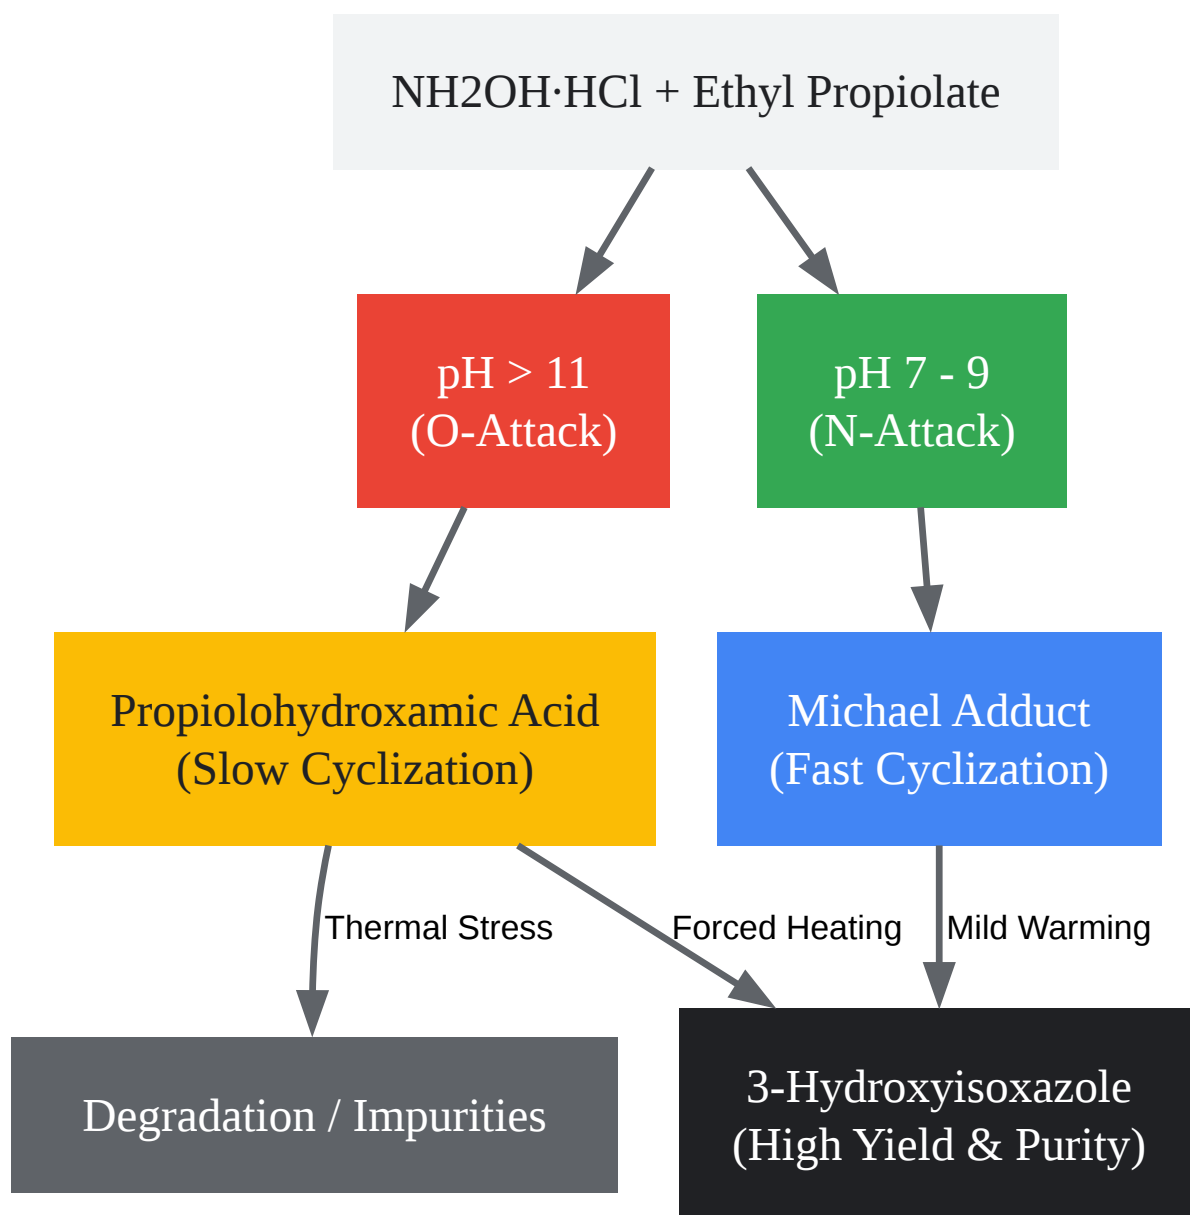 NH2OH·HCl + Ethyl Propiolate
pH > 11
(O-Attack)
pH 7 - 9
(N-Attack)
Propiolohydroxamic Acid
(Slow Cyclization)
Michael Adduct
(Fast Cyclization)
Thermal Stress
Forced Heating
Mild Warming
Degradation / Impurities
3-Hydroxyisoxazole
(High Yield & Purity)